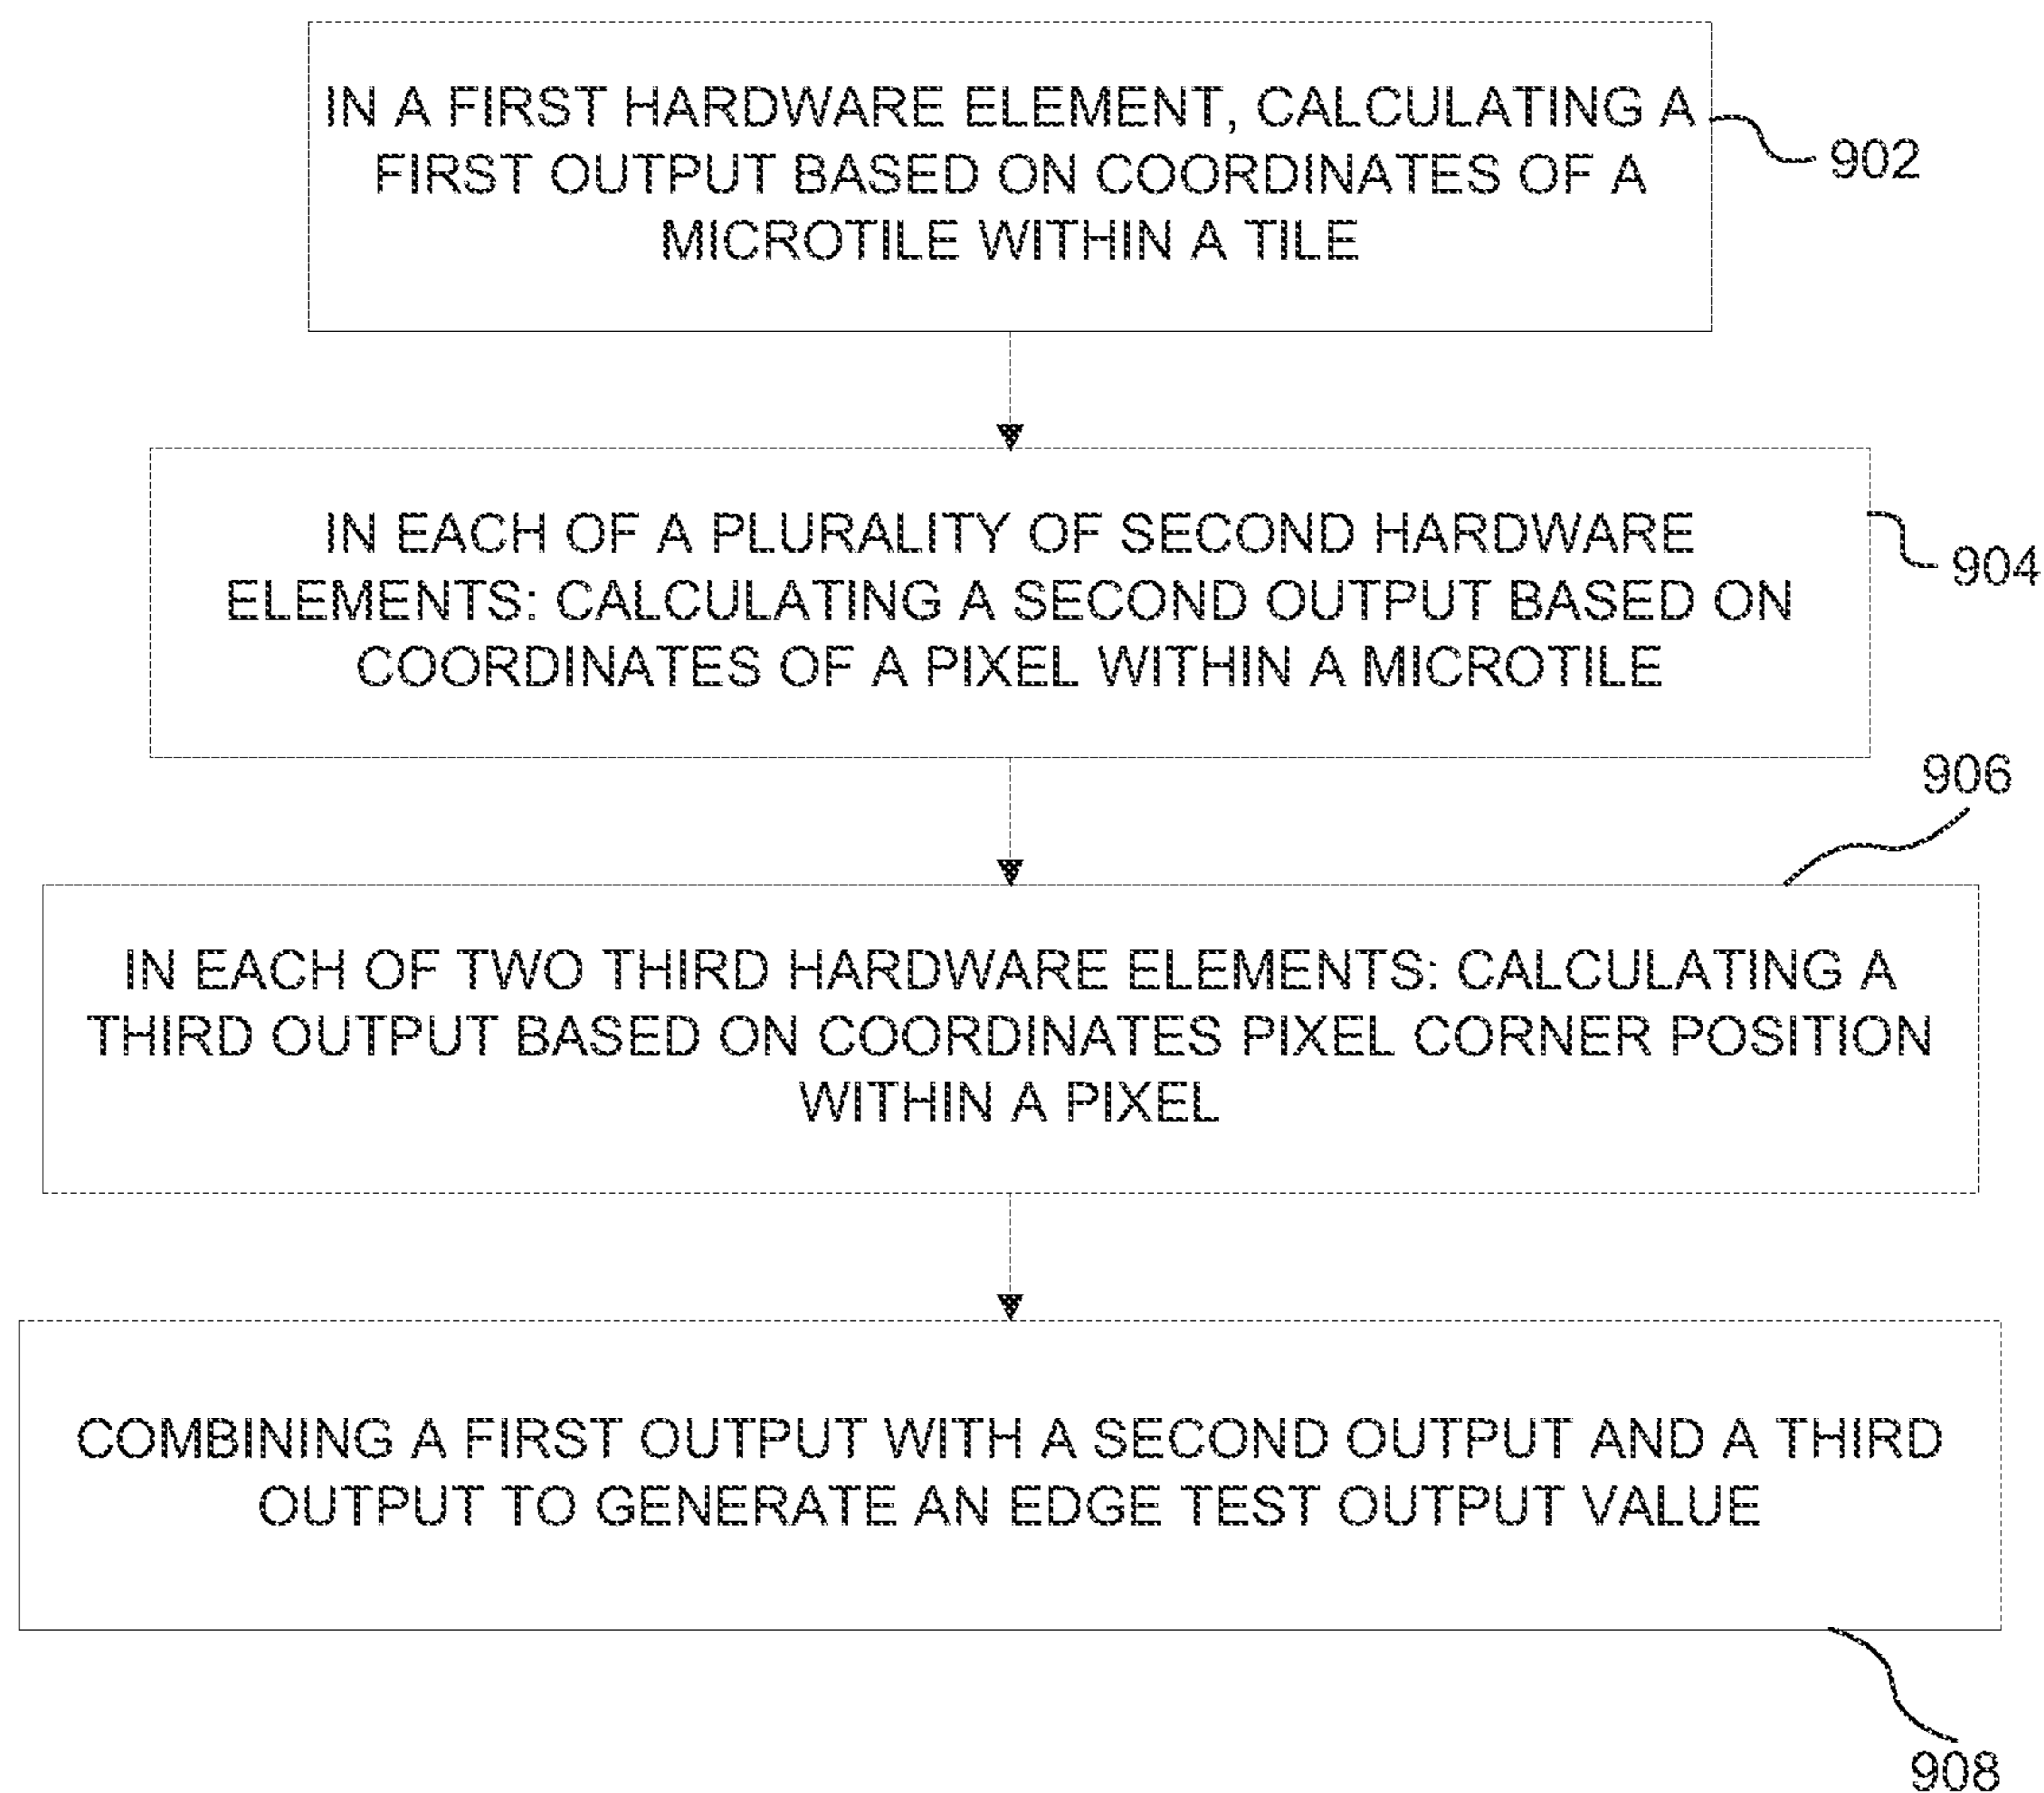 IN A FIRST HARDWARE ELEMENT, CALCULATING A
FIRST OUTPUT BASED ON COORDINATES OF A
MICROTILE WITHIN A TILE
902
IN EACH OF A PLURALITY OF SECOND HARDWARE
ELEMENTS: CALCULATING A SECOND OUTPUT BASED ON
COORDINATES OF A PIXEL WITHIN A MICROTILE
904
906
IN EACH OF TWO THIRD HARDWARE ELEMENTS: CALCULATING A
THIRD OUTPUT BASED ON COORDINATES PIXEL CORNER POSITION
WITHIN A PIXEL
COMBINING A FIRST OUTPUT WITH A SECOND OUTPUT AND A THIRD
OUTPUT TO GENERATE AN EDGE TEST OUTPUT VALUE
908